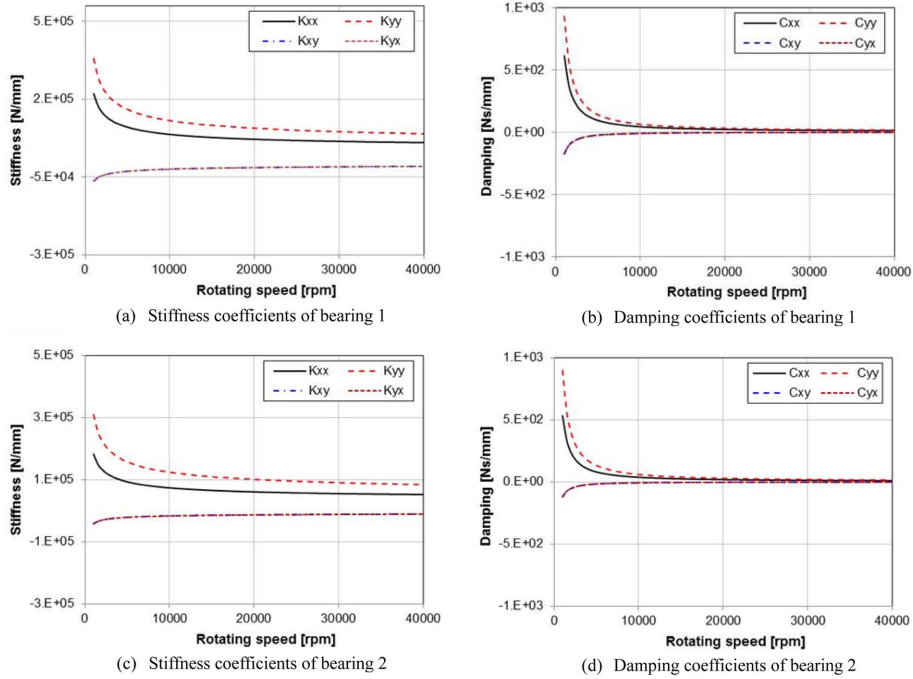 5.E+05
2.E+05
-5.E+04
-3.E+05
Stiffness [N/mm]
Kxx Kyy
Kxy Kyx
0 10000 20000 30000 40000
Rotating speed [rpm]
(a) Stiffness coefficients of bearing 1
1.E+03
5.E+02
0.E+00
-5.E+02
-1.E+03
Damping [Ns/mm]
Cxx Cyy
Cxy Cyx
0 10000 20000 30000 40000
Rotating speed [rpm]
(b) Damping coefficients of bearing 1
5.E+05
3.E+05
1.E+05
-1.E+05
-3.E+05
Stiffness [N/mm]
Kxx Kyy
Kxy Kyx
0 10000 20000 30000 40000
Rotating speed [rpm]
(c) Stiffness coefficients of bearing 2
1.E+03
5.E+02
0.E+00
-5.E+02
-1.E+03
Damping [Ns/mm]
Cxx Cyy
Cxy Cyx
0 10000 20000 30000 40000
Rotating speed [rpm]
(d) Damping coefficients of bearing 2